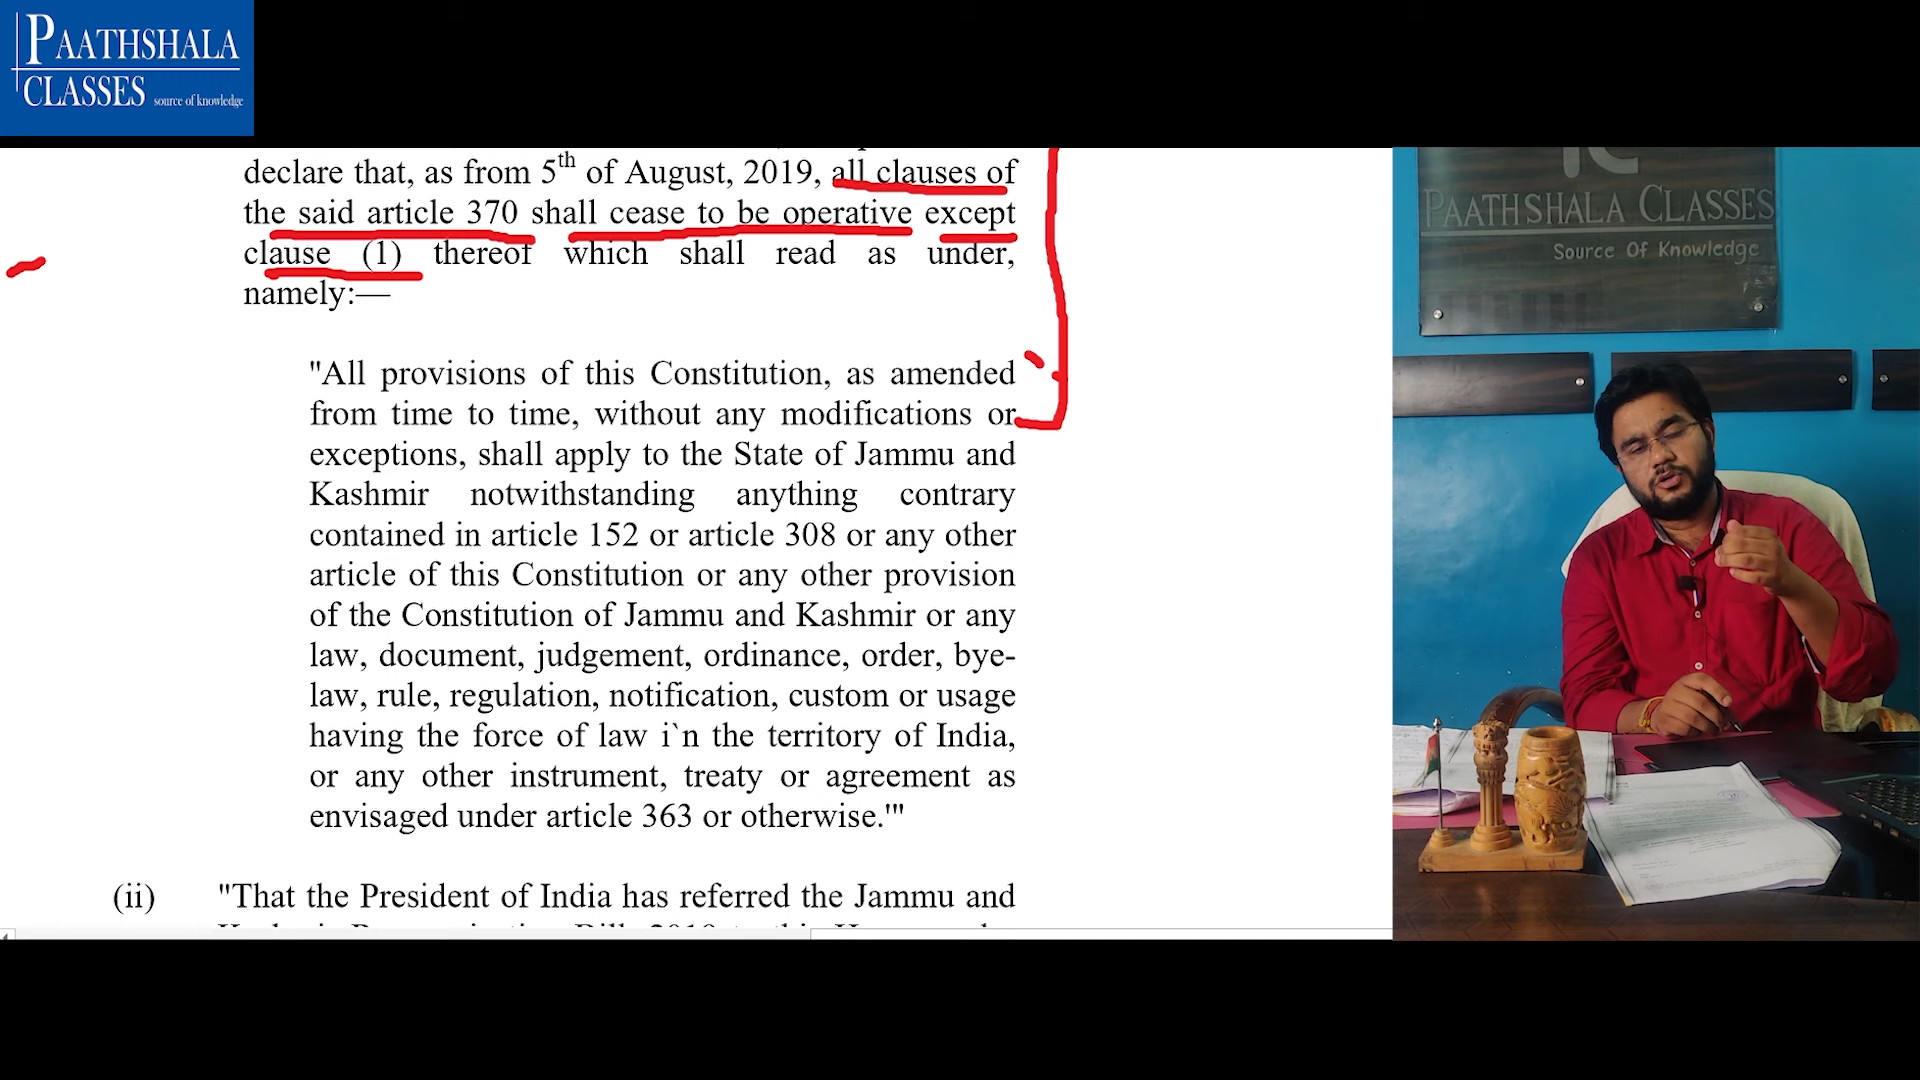 PAATHSHALA
CLASSES source of knowledge
declare that, as from 5th of August, 2019, all clauses of
the said article 370 shall cease to be operative except
clause (1) thereof which shall read as under,
namely:—
"All provisions of this Constitution, as amended
from time to time, without any modifications or
exceptions, shall apply to the State of Jammu and
Kashmir notwithstanding anything contrary
contained in article 152 or article 308 or any other
article of this Constitution or any other provision
of the Constitution of Jammu and Kashmir or any
law, document, judgement, ordinance, order, bye-
law, rule, regulation, notification, custom or usage
having the force of law i`n the territory of India,
or any other instrument, treaty or agreement as
envisaged under article 363 or otherwise.'"
(ii) "That the President of India has referred the Jammu and
PAATHSHALA CLASSES
Source Of Knowledge